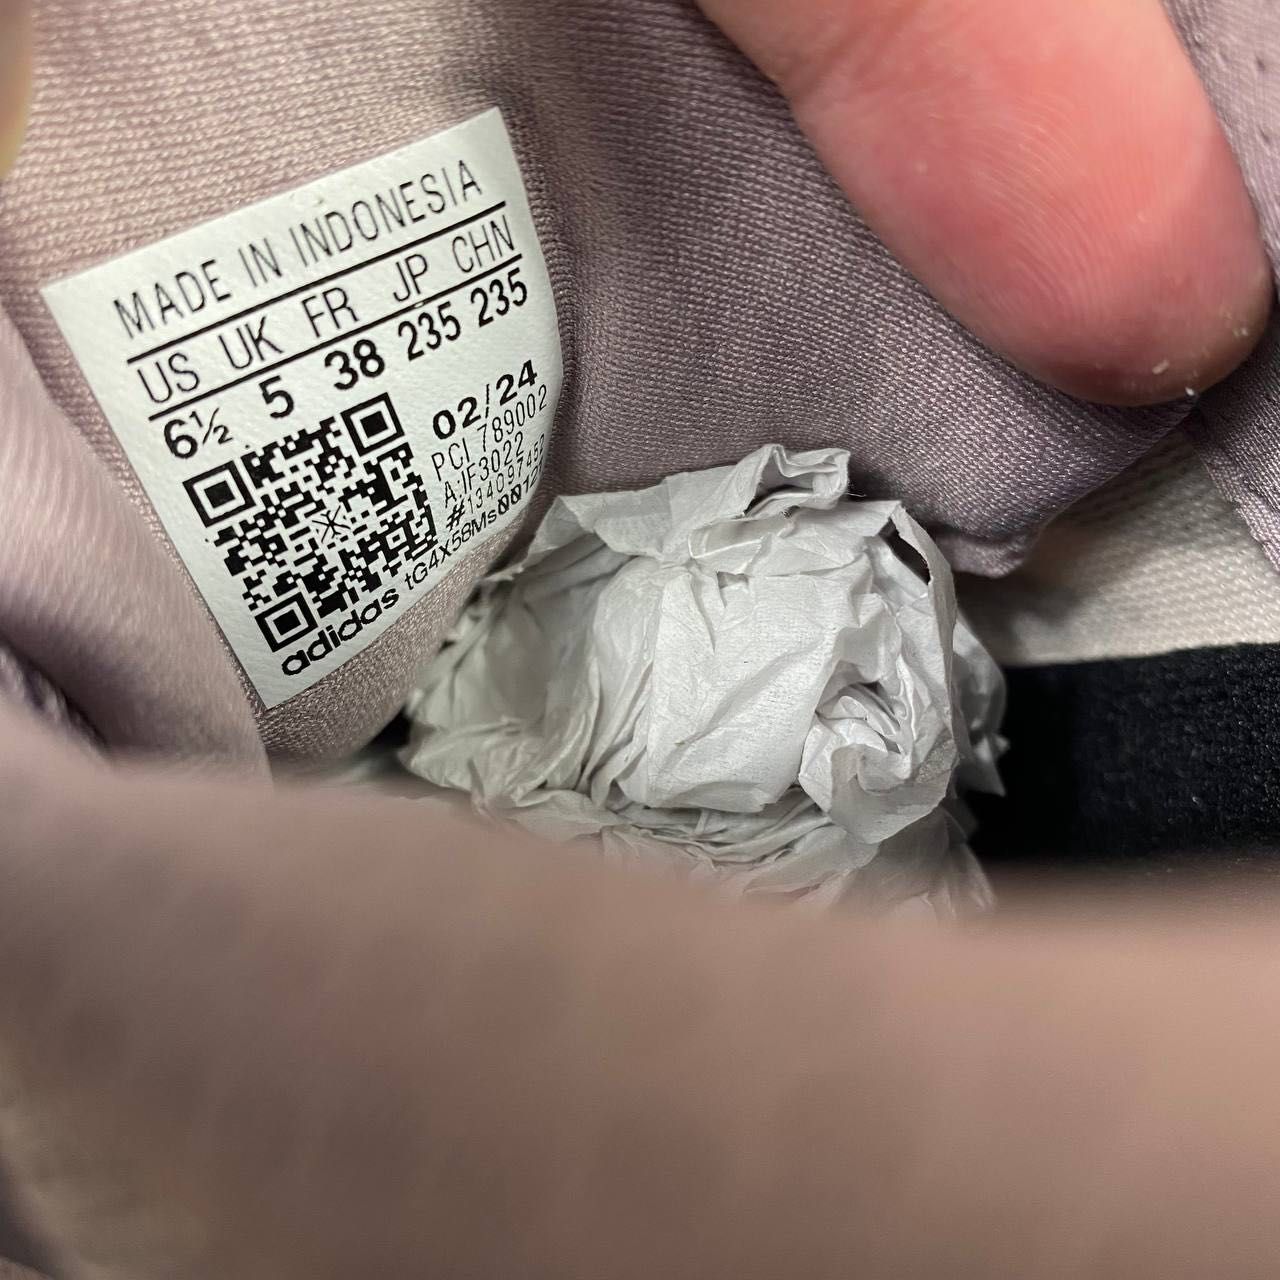 MADE IN INDONESIA
US UK FR JP CHN
6½ 5 38 235 235
02/24
PCI 789002
A:IF3022
adidas